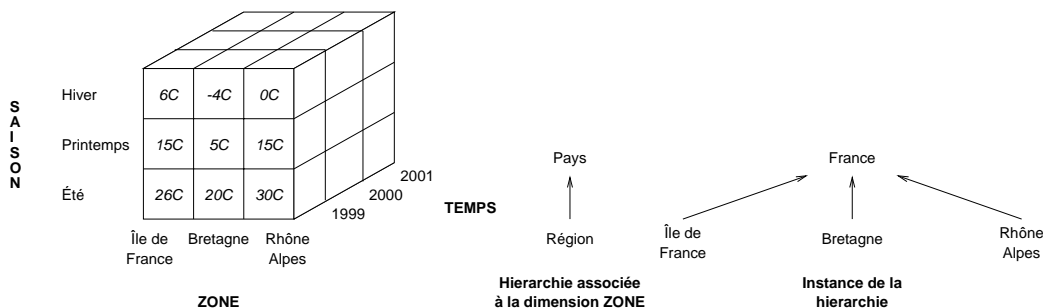 SAISON
Hiver
6C -4C 0C
Printemps
15C 5C 15C
Été
26C 20C 30C
1999
2000
2001
TEMPS
Île de
France
Bretagne
Rhône
Alpes
ZONE
Pays
Région
Hierarchie associée
à la dimension ZONE
France
Île de
France
Bretagne
Rhône
Alpes
Instance de la
hierarchie